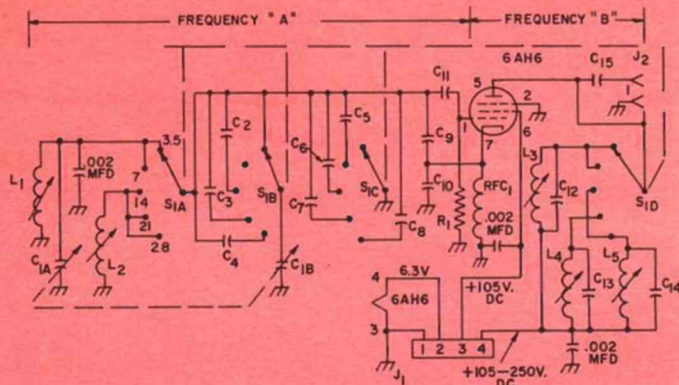 FREQUENCY "A"
FREQUENCY "B"
6AH6
J2
C15
C11
5
2
1
1
7
6
3.5
.002
MFD
7
14
21
28
L1
L2
C1A
S1A
C2
C3
C4
S1B
C1B
C5
C6
C7
S1C
C8
C9
C10
R1
RFC1
.002
MFD
L3
C12
S1D
L4
C13
L5
C14
4
6.3V
6AH6
3
+105V.
DC
1 2 3 4
J1
+105–250V.
DC
.002
MFD